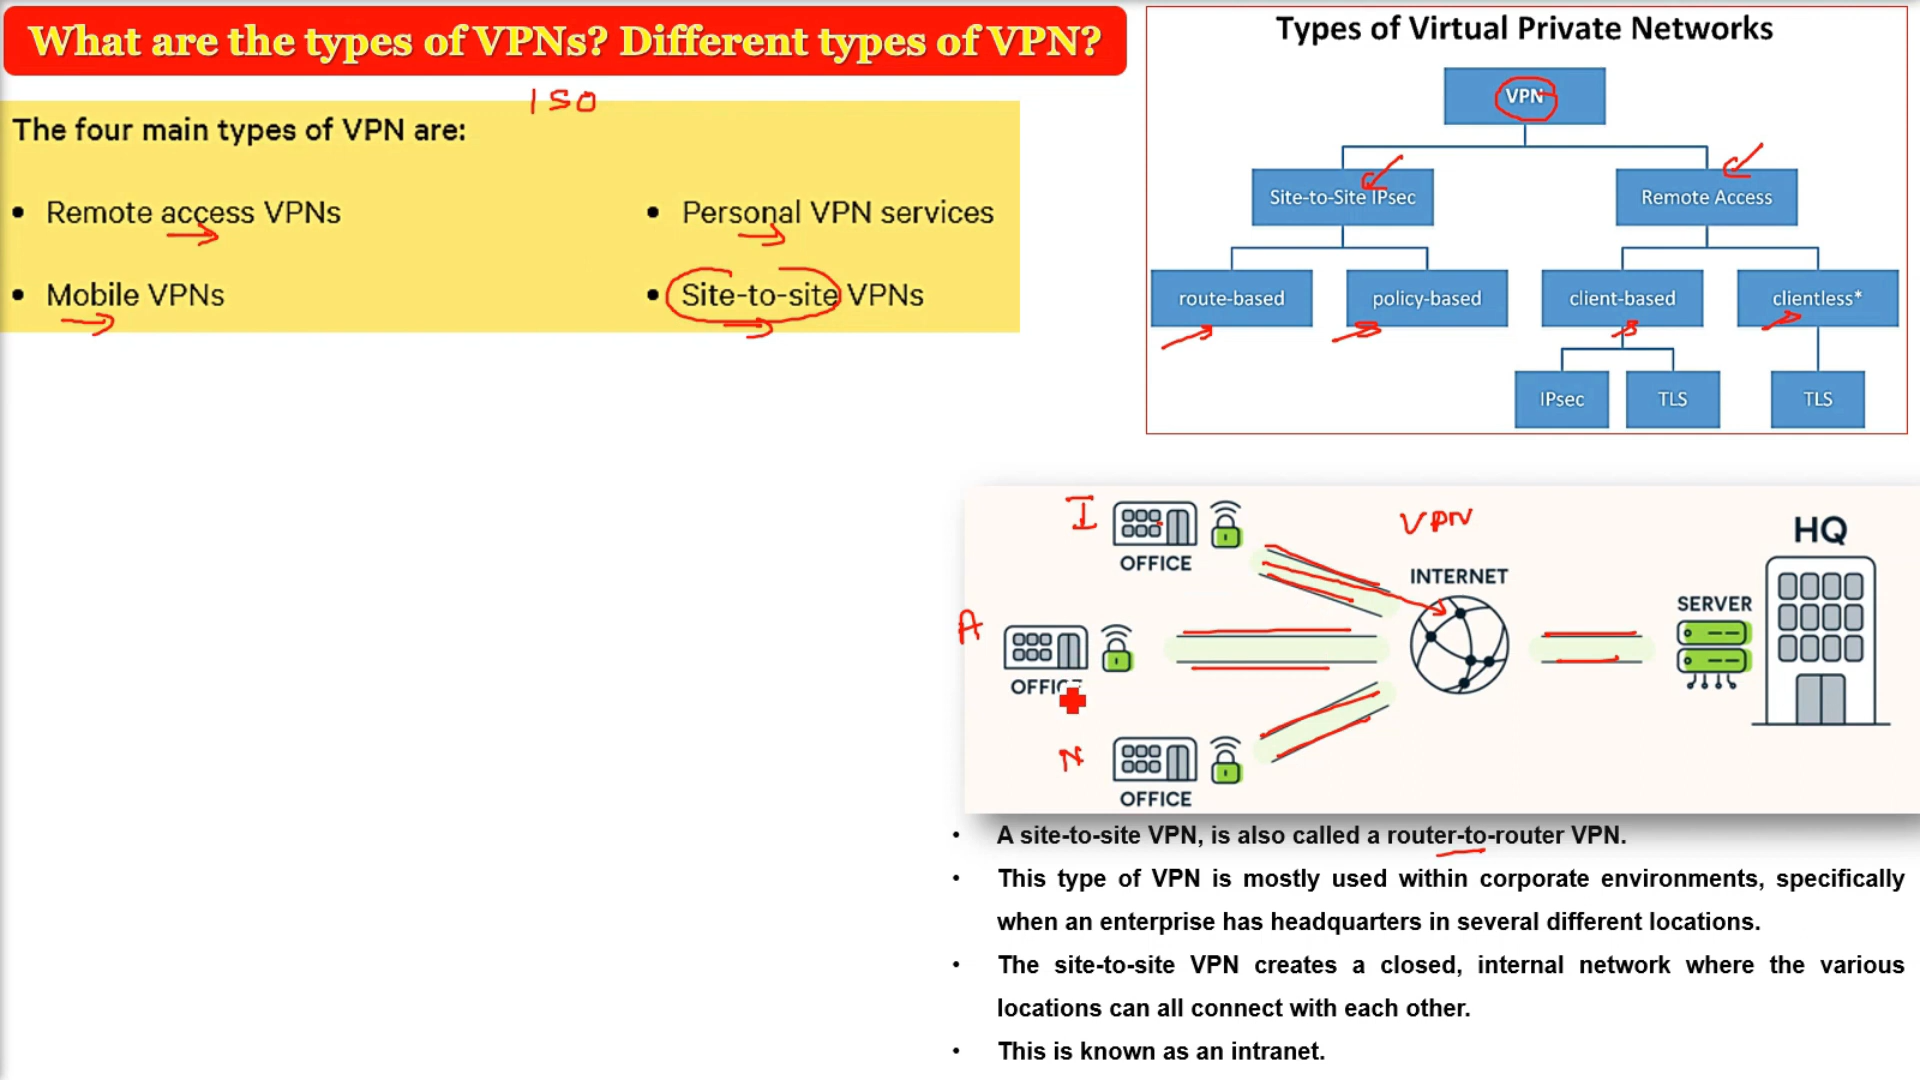 What are the types of VPNs? Different types of VPN?
ISO
The four main types of VPN are:
• Remote access VPNs
• Personal VPN services
• Mobile VPNs
• Site-to-site VPNs
Types of Virtual Private Networks
VPN
Site-to-Site IPsec
Remote Access
route-based
policy-based
client-based
clientless*
IPsec
TLS
TLS
I
OFFICE
VPN
INTERNET
HQ
SERVER
A
OFFICE
N
OFFICE
• A site-to-site VPN, is also called a router-to-router VPN.
• This type of VPN is mostly used within corporate environments, specifically
when an enterprise has headquarters in several different locations.
• The site-to-site VPN creates a closed, internal network where the various
locations can all connect with each other.
• This is known as an intranet.